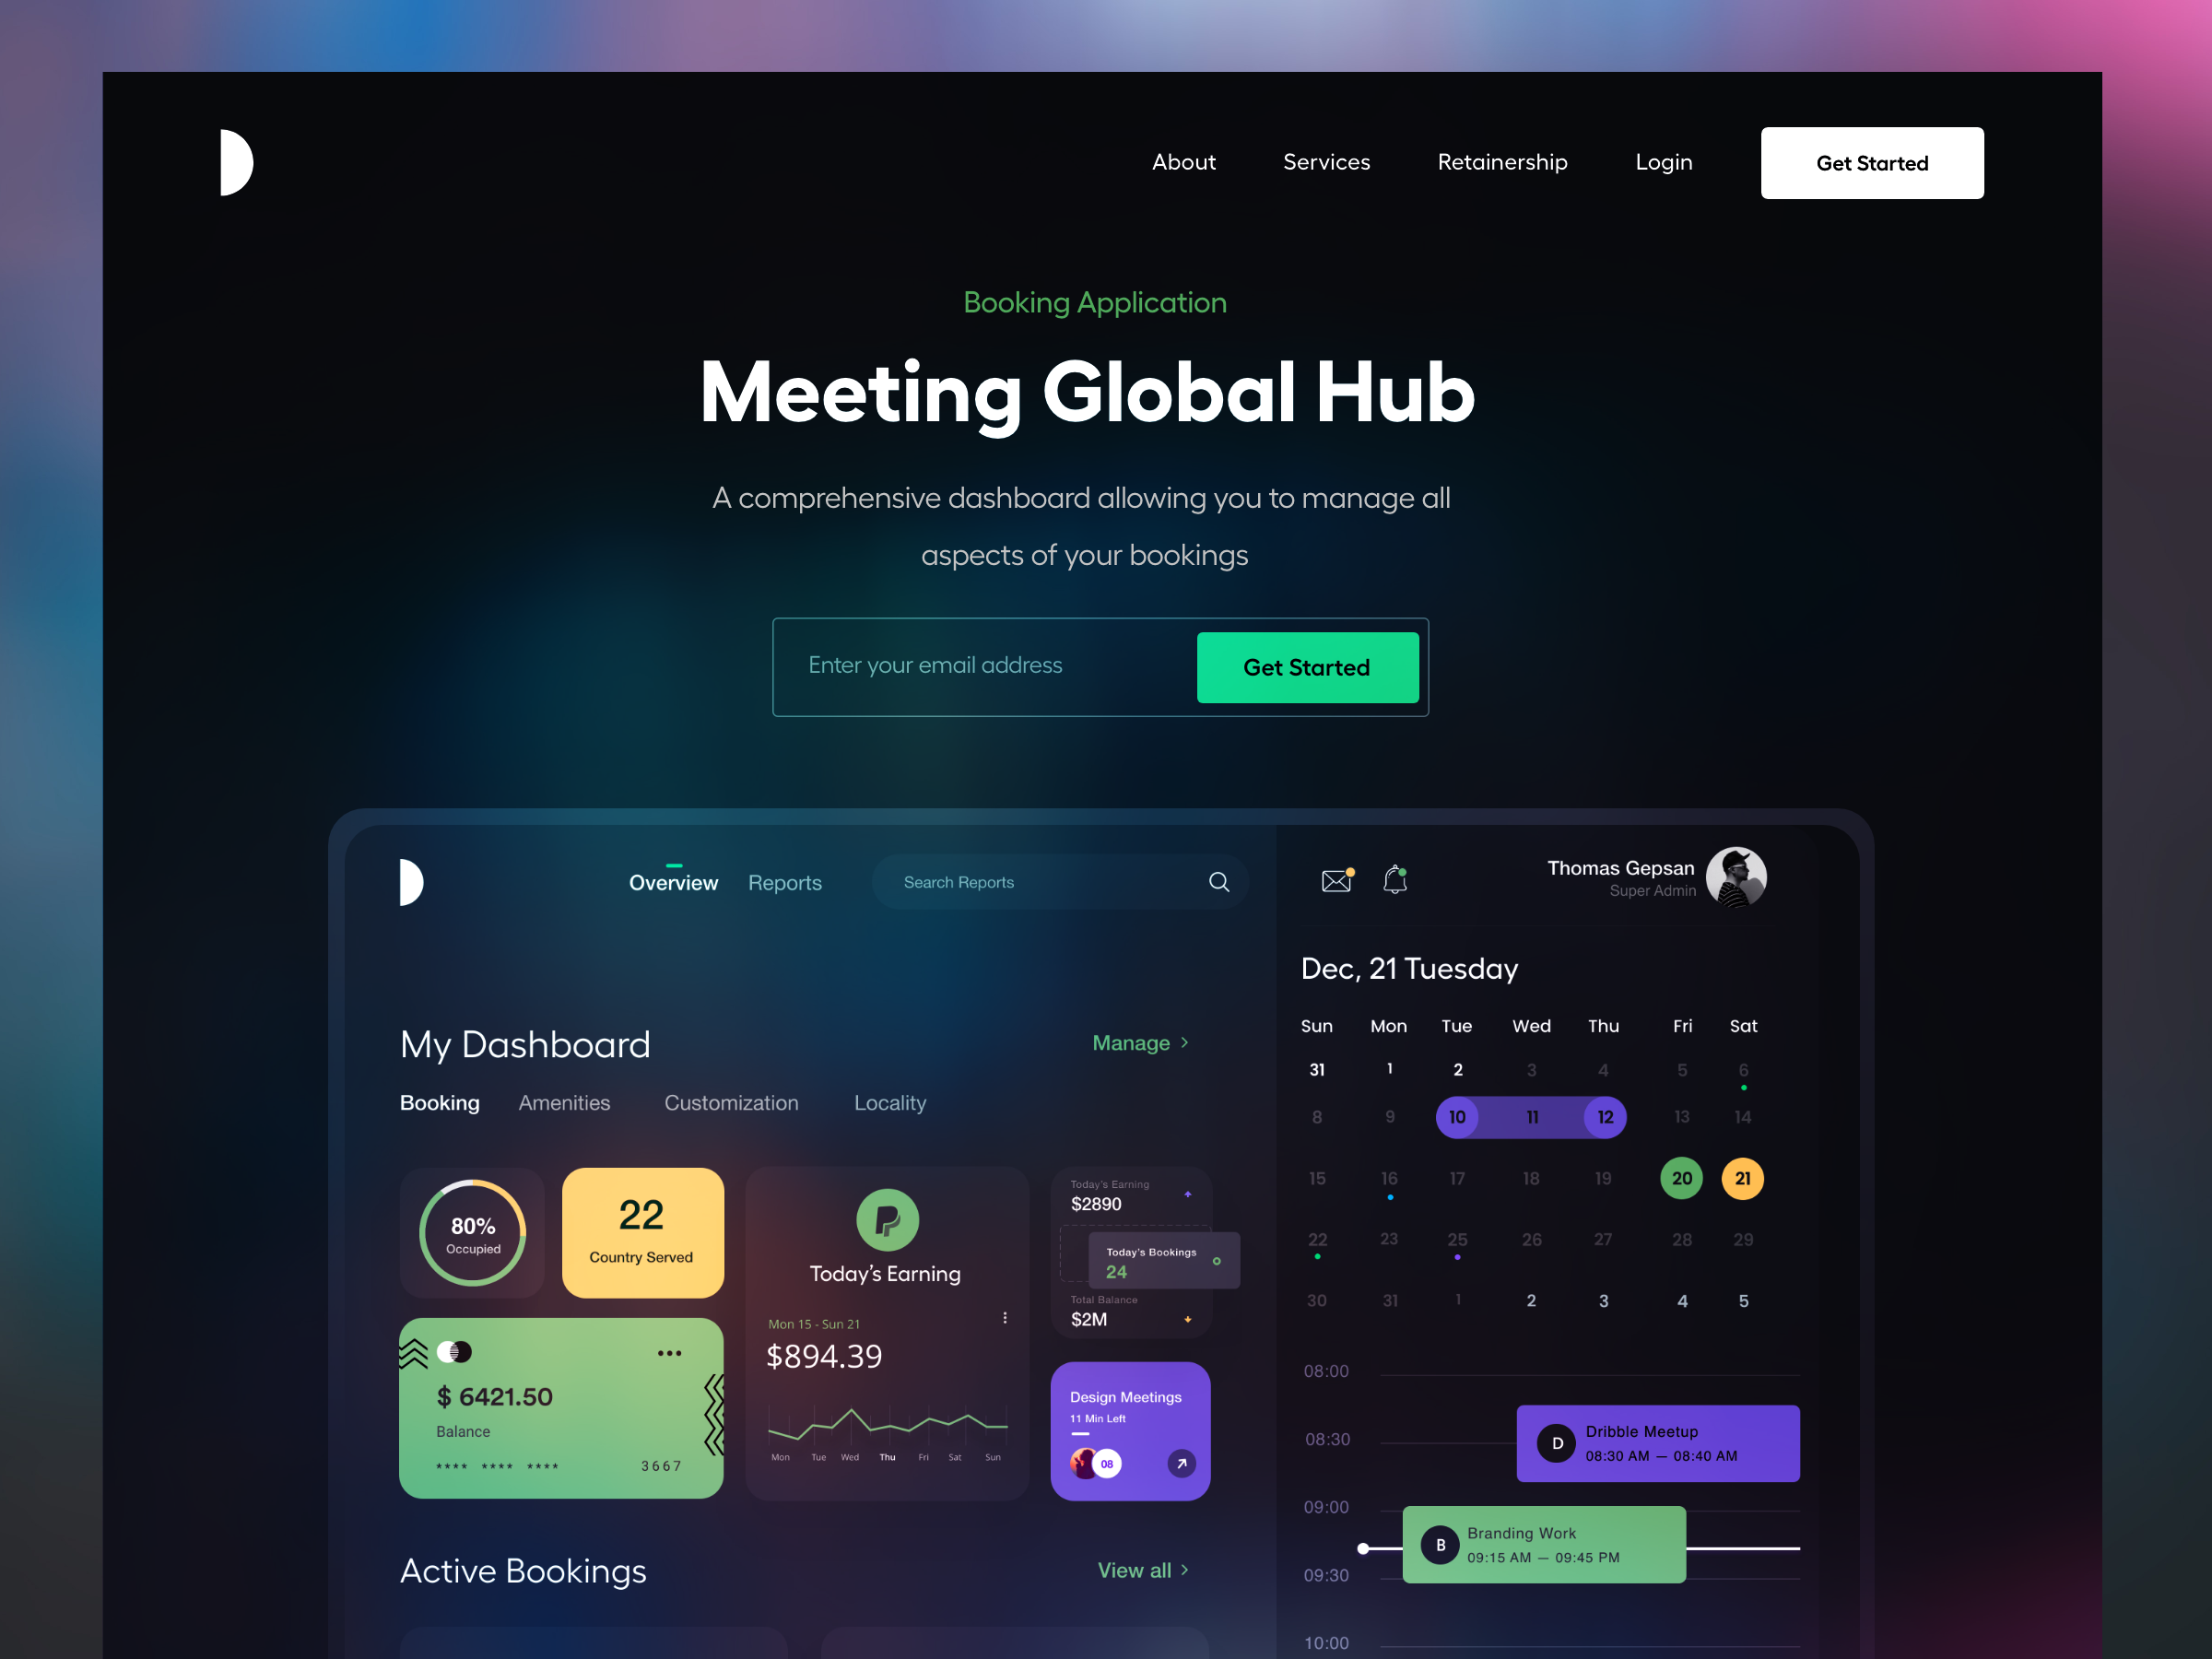 About Services Retainership Login Get Started
Booking Application
Meeting Global Hub
A comprehensive dashboard allowing you to manage all
aspects of your bookings
Enter your email address Get Started
Overview Reports Search Reports
Thomas Gepsan
Super Admin
My Dashboard Manage >
Booking Amenities Customization Locality
80%
Occupied
22
Country Served
$ 6421.50
Balance
**** **** **** 3667
Today's Earning
Mon 15 - Sun 21
$894.39
Mon Tue Wed Thu Fri Sat Sun
Today's Earning
$2890
Today's Bookings
24
Total Balance
$2M
Design Meetings
11 Min Left
08
Active Bookings View all >
Dec, 21 Tuesday
Sun Mon Tue Wed Thu Fri Sat
31 1 2 3 4 5 6
8 9 10 11 12 13 14
15 16 17 18 19 20 21
22 23 25 26 27 28 29
30 31 1 2 3 4 5
08:00
08:30
D
Dribble Meetup
08:30 AM — 08:40 AM
09:00
B
Branding Work
09:15 AM — 09:45 PM
09:30
10:00